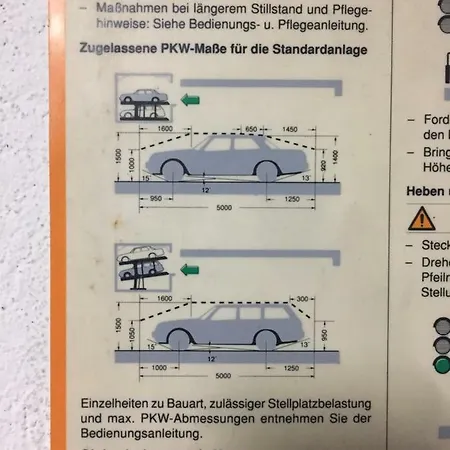 – Maßnahmen bei längerem Stillstand und Pflege-
hinweise: Siehe Bedienungs- u. Pflegeanleitung.
Zugelassene PKW-Maße für die Standardanlage
1600
650
1450
1500
1000
920
1400
15˚
12˚
13˚
950
1250
5000
1600
300
1500
1050
950
15˚
12˚
13˚
1000
1250
5000
Einzelheiten zu Bauart, zulässiger Stellplatzbelastung
und max. PKW-Abmessungen entnehmen Sie der
Bedienungsanleitung.
– Ford
den
– Bring
Höhe
Heben u
– Steck
– Drehe
Pfeilr
Stellu